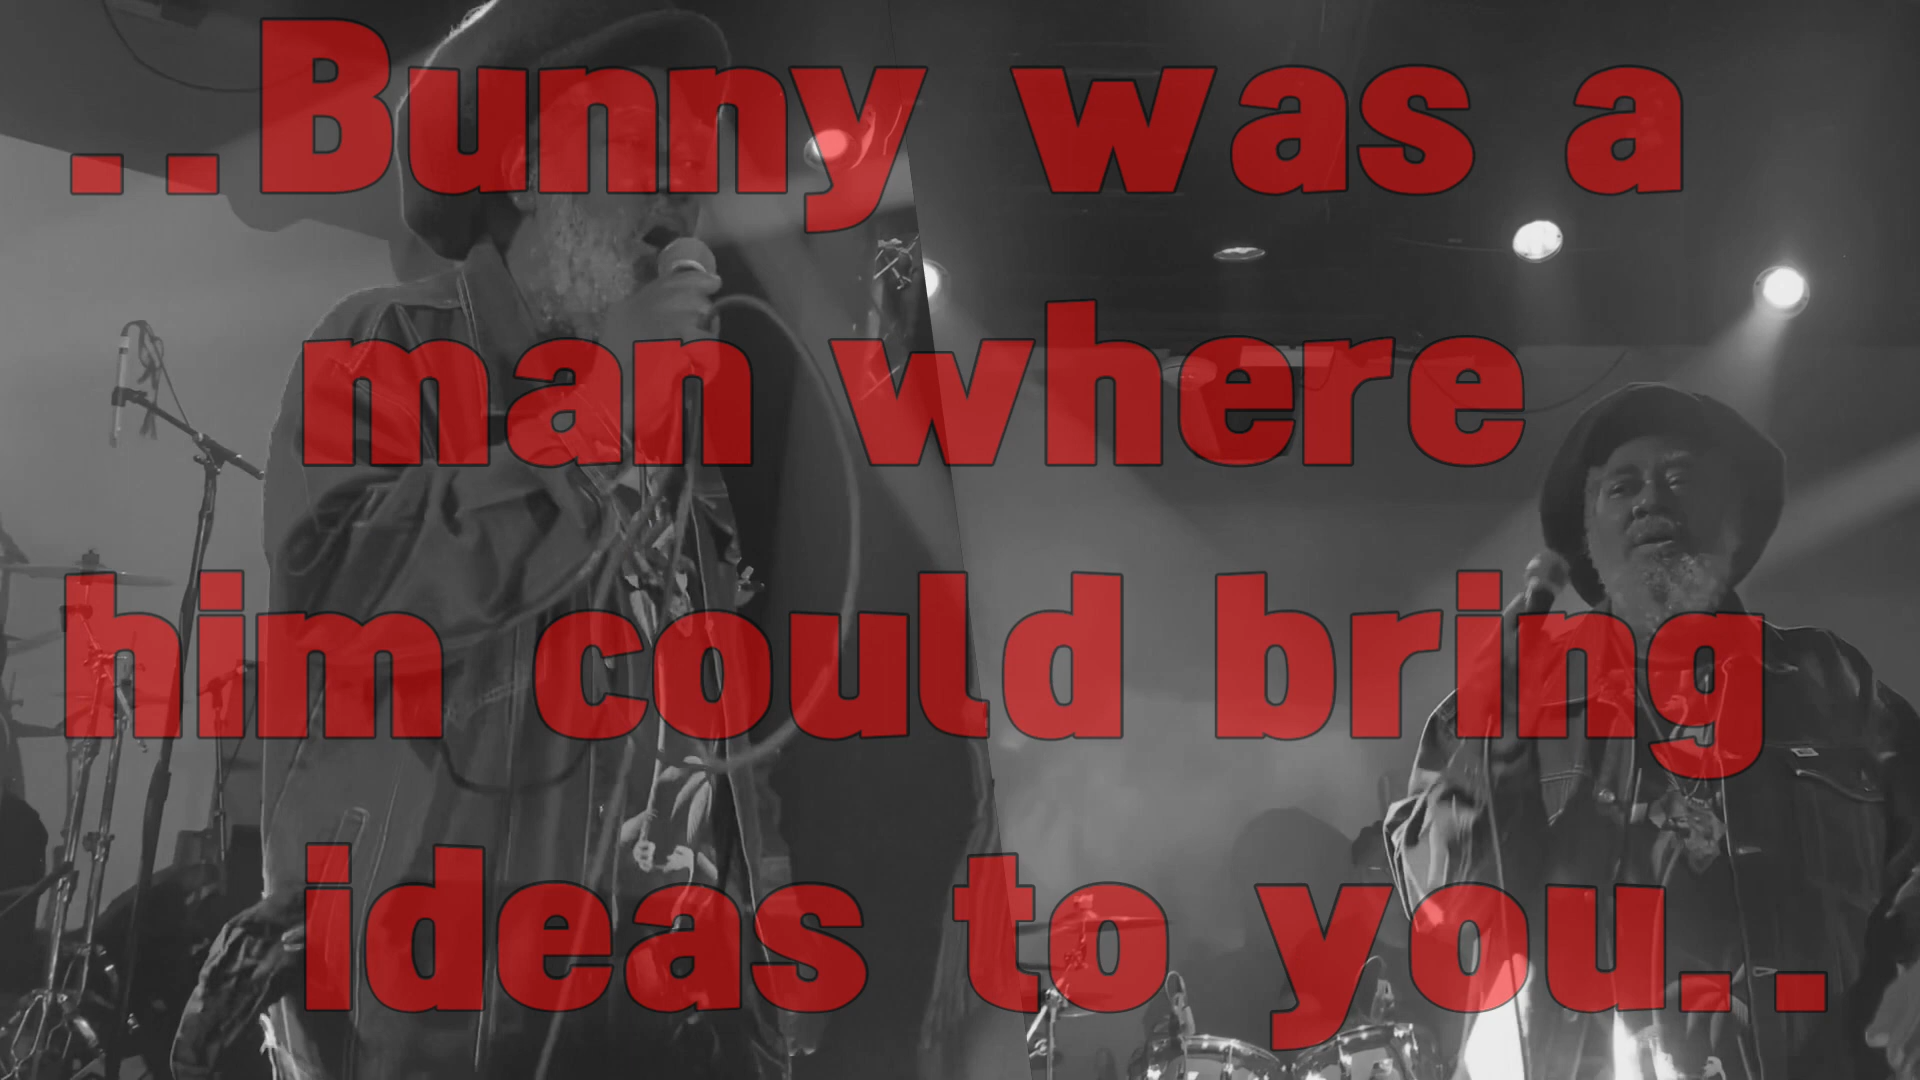 ..Bunny was a
man where
him could bring
ideas to you..